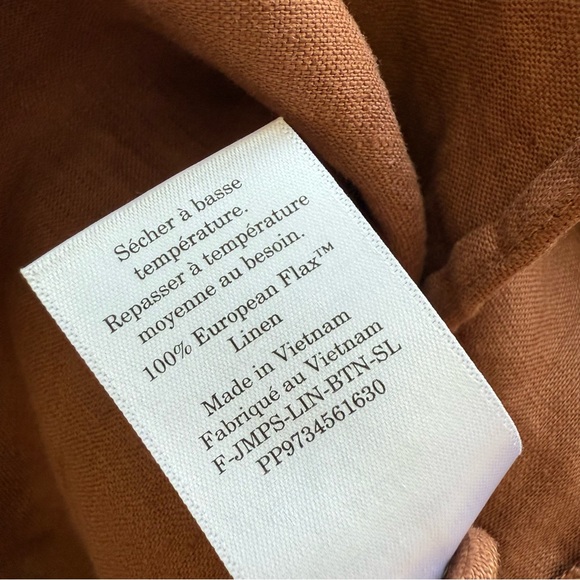 Sécher à basse
température.
Repasser à température
moyenne au besoin.
100% European Flax™
Linen
Made in Vietnam
Fabriqué au Vietnam
F-JMPS-LIN-BTN-SL
PP9734561630